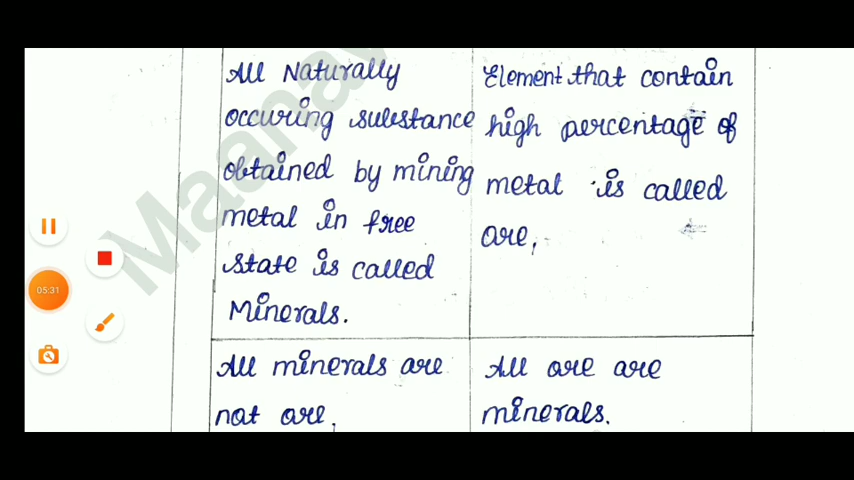 All Naturally
occuring substance
obtained by mining
metal in free
state is called
Minerals.
Element that contain
high percentage of
metal is called
ore,
All minerals are
not ore.
All ore are
minerals.
05:31